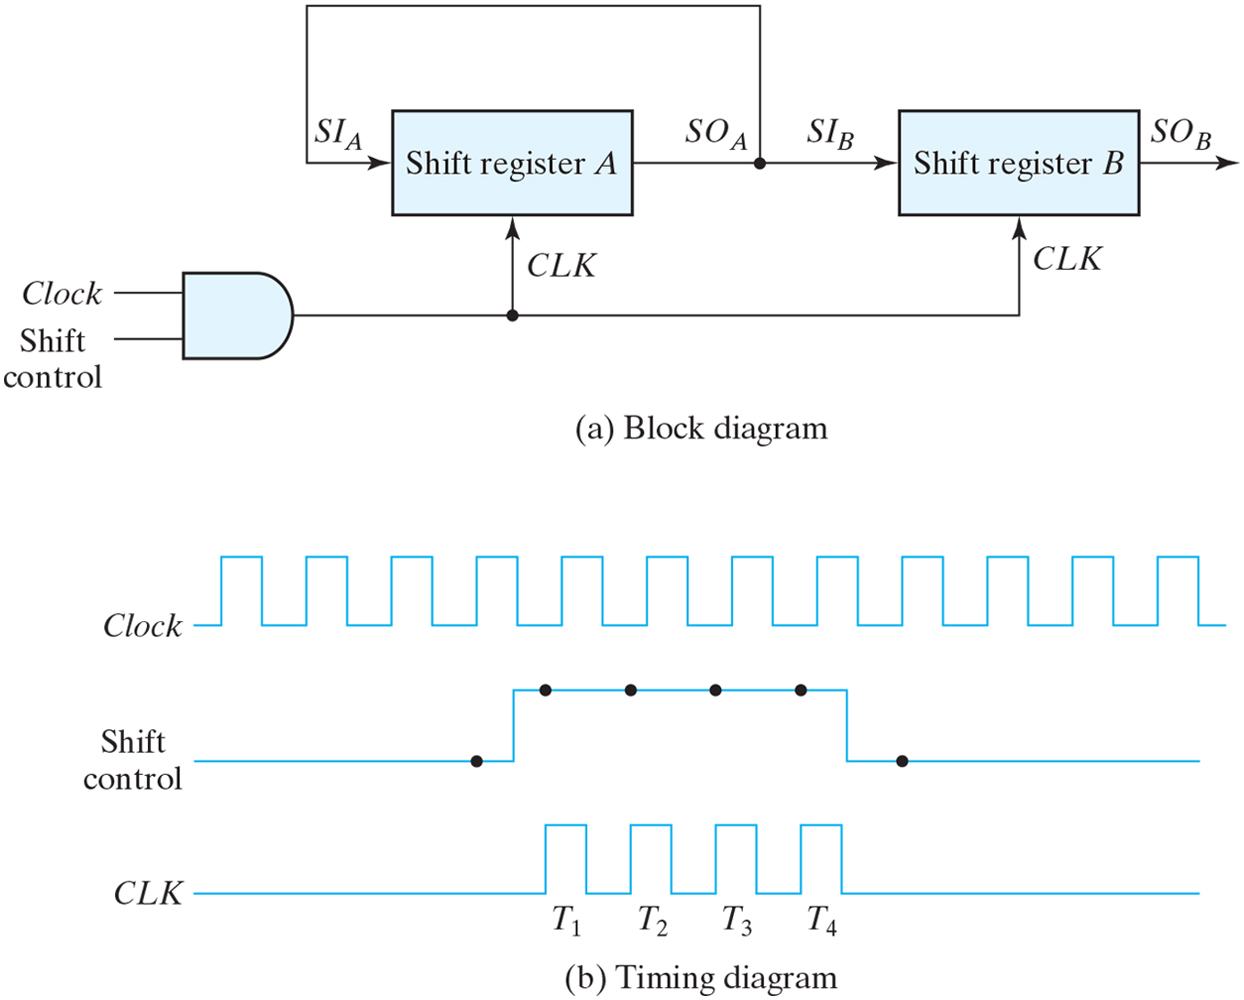 SI_A
Shift register A
SO_A
SI_B
Shift register B
SO_B
CLK
CLK
Clock
Shift
control
(a) Block diagram
Clock
Shift
control
CLK
T_1
T_2
T_3
T_4
(b) Timing diagram